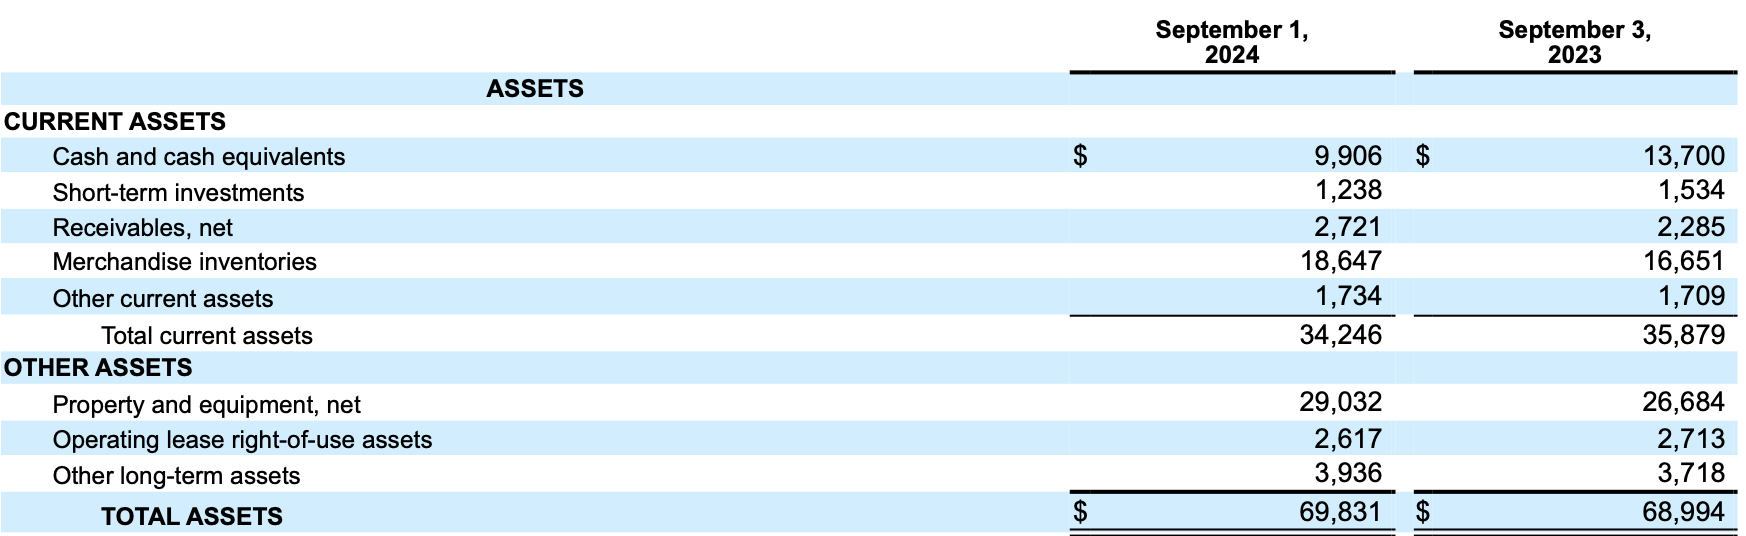 September 1, September 3,
2024 2023
ASSETS
CURRENT ASSETS
Cash and cash equivalents $ 9,906 $ 13,700
Short-term investments 1,238 1,534
Receivables, net 2,721 2,285
Merchandise inventories 18,647 16,651
Other current assets 1,734 1,709
Total current assets 34,246 35,879
OTHER ASSETS
Property and equipment, net 29,032 26,684
Operating lease right-of-use assets 2,617 2,713
Other long-term assets 3,936 3,718
TOTAL ASSETS $ 69,831 $ 68,994